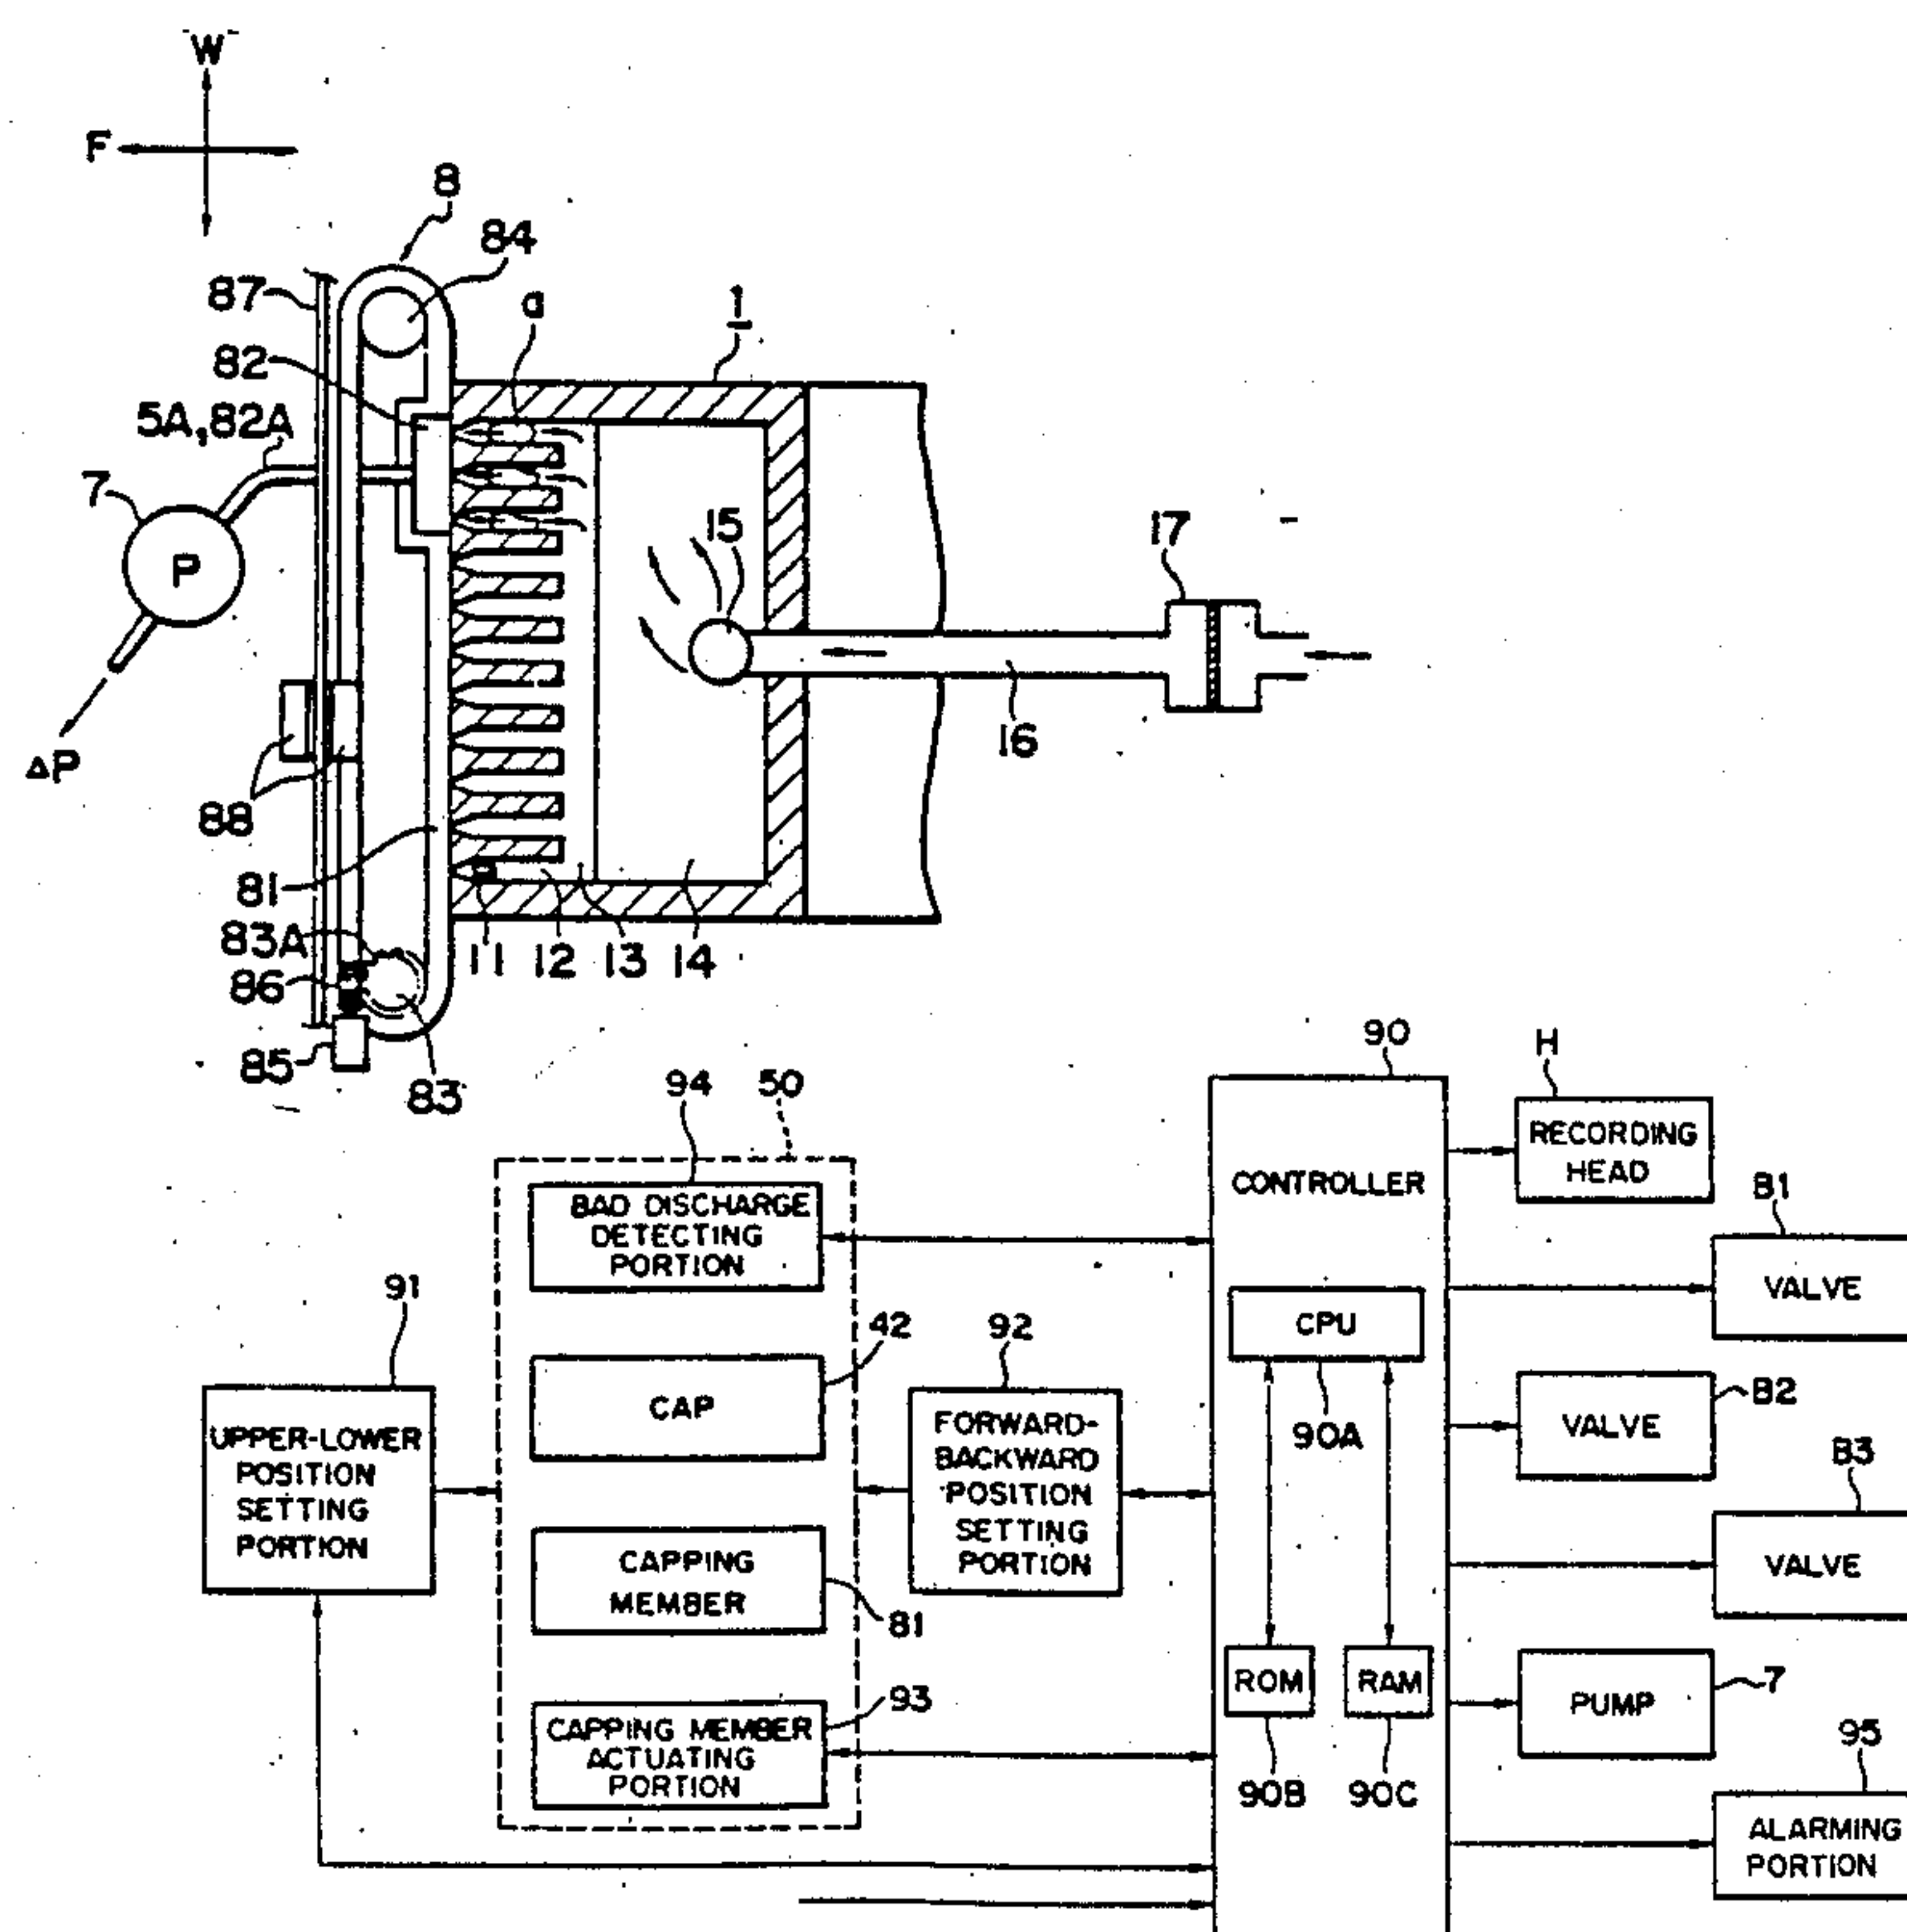 W
F
8
84
87
a
1
82
5A,82A
7
15
17
P
16
ΔP
88
81
83A
11 12 13 14
86
85
83
90
H
94
50
RECORDING
HEAD
CONTROLLER
B1
BAD DISCHARGE
DETECTING
PORTION
VALVE
91
42
92
CPU
B2
CAP
VALVE
90A
UPPER-LOWER
POSITION
SETTING
PORTION
FORWARD-
BACKWARD
POSITION
SETTING
PORTION
B3
CAPPING
MEMBER
VALVE
81
ROM
RAM
7
93
PUMP
CAPPING MEMBER
ACTUATING
PORTION
95
90B
90C
ALARMING
PORTION